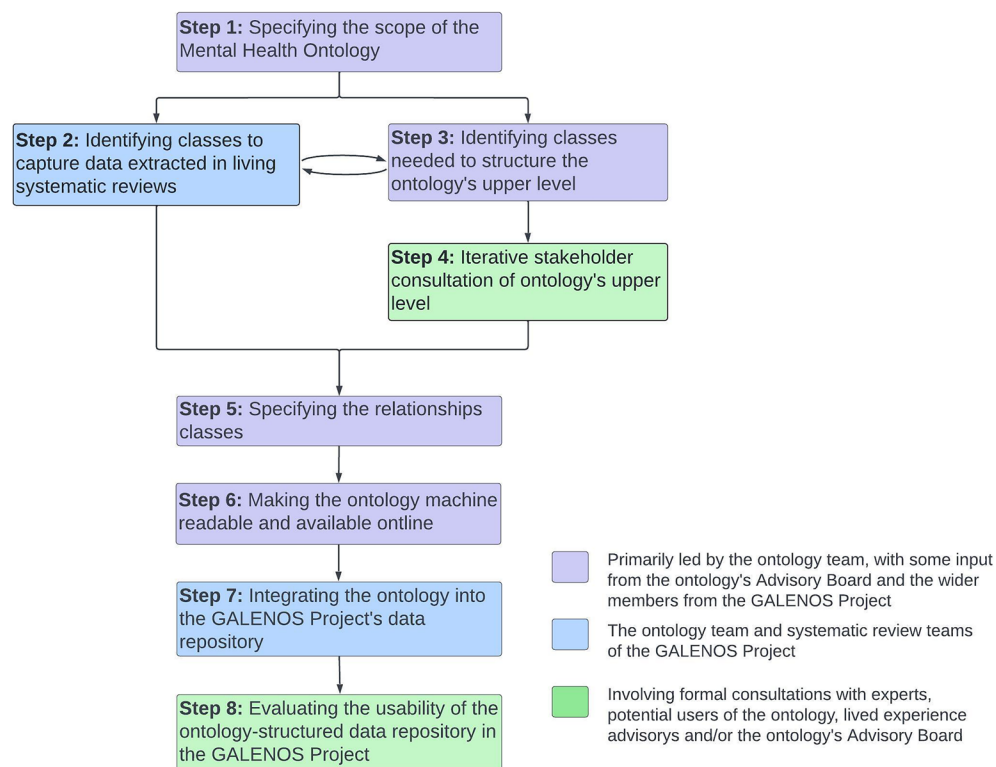 Step 1: Specifying the scope of the
Mental Health Ontology
Step 2: Identifying classes to
capture data extracted in living
systematic reviews
Step 3: Identifying classes
needed to structure the
ontology's upper level
Step 4: Iterative stakeholder
consultation of ontology's upper
level
Step 5: Specifying the relationships
classes
Step 6: Making the ontology machine
readable and available ontline
Step 7: Integrating the ontology into
the GALENOS Project's data
repository
Step 8: Evaluating the usability of the
ontology-structured data repository in
the GALENOS Project
Primarily led by the ontology team, with some input
from the ontology's Advisory Board and the wider
members from the GALENOS Project
The ontology team and systematic review teams
of the GALENOS Project
Involving formal consultations with experts,
potential users of the ontology, lived experience
advisorys and/or the ontology's Advisory Board